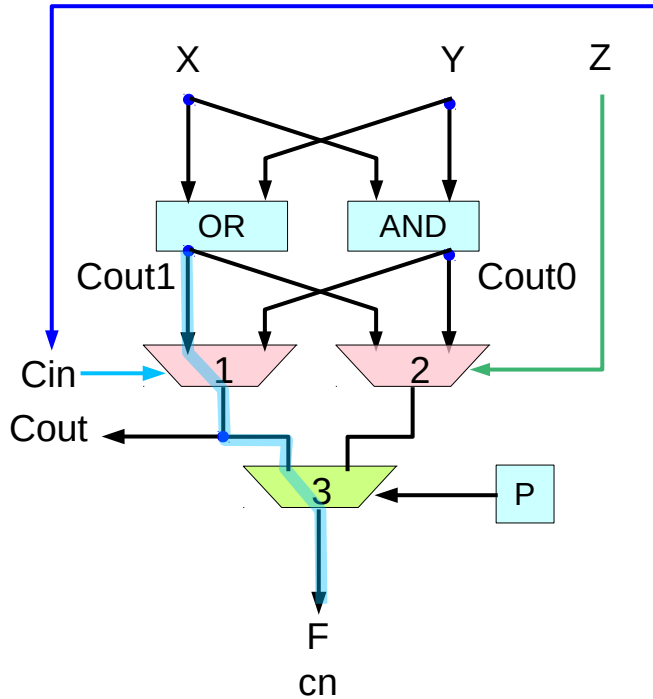 X Y Z
OR AND
Cout1 Cout0
Cin 1 2
Cout
3 P
F
cn